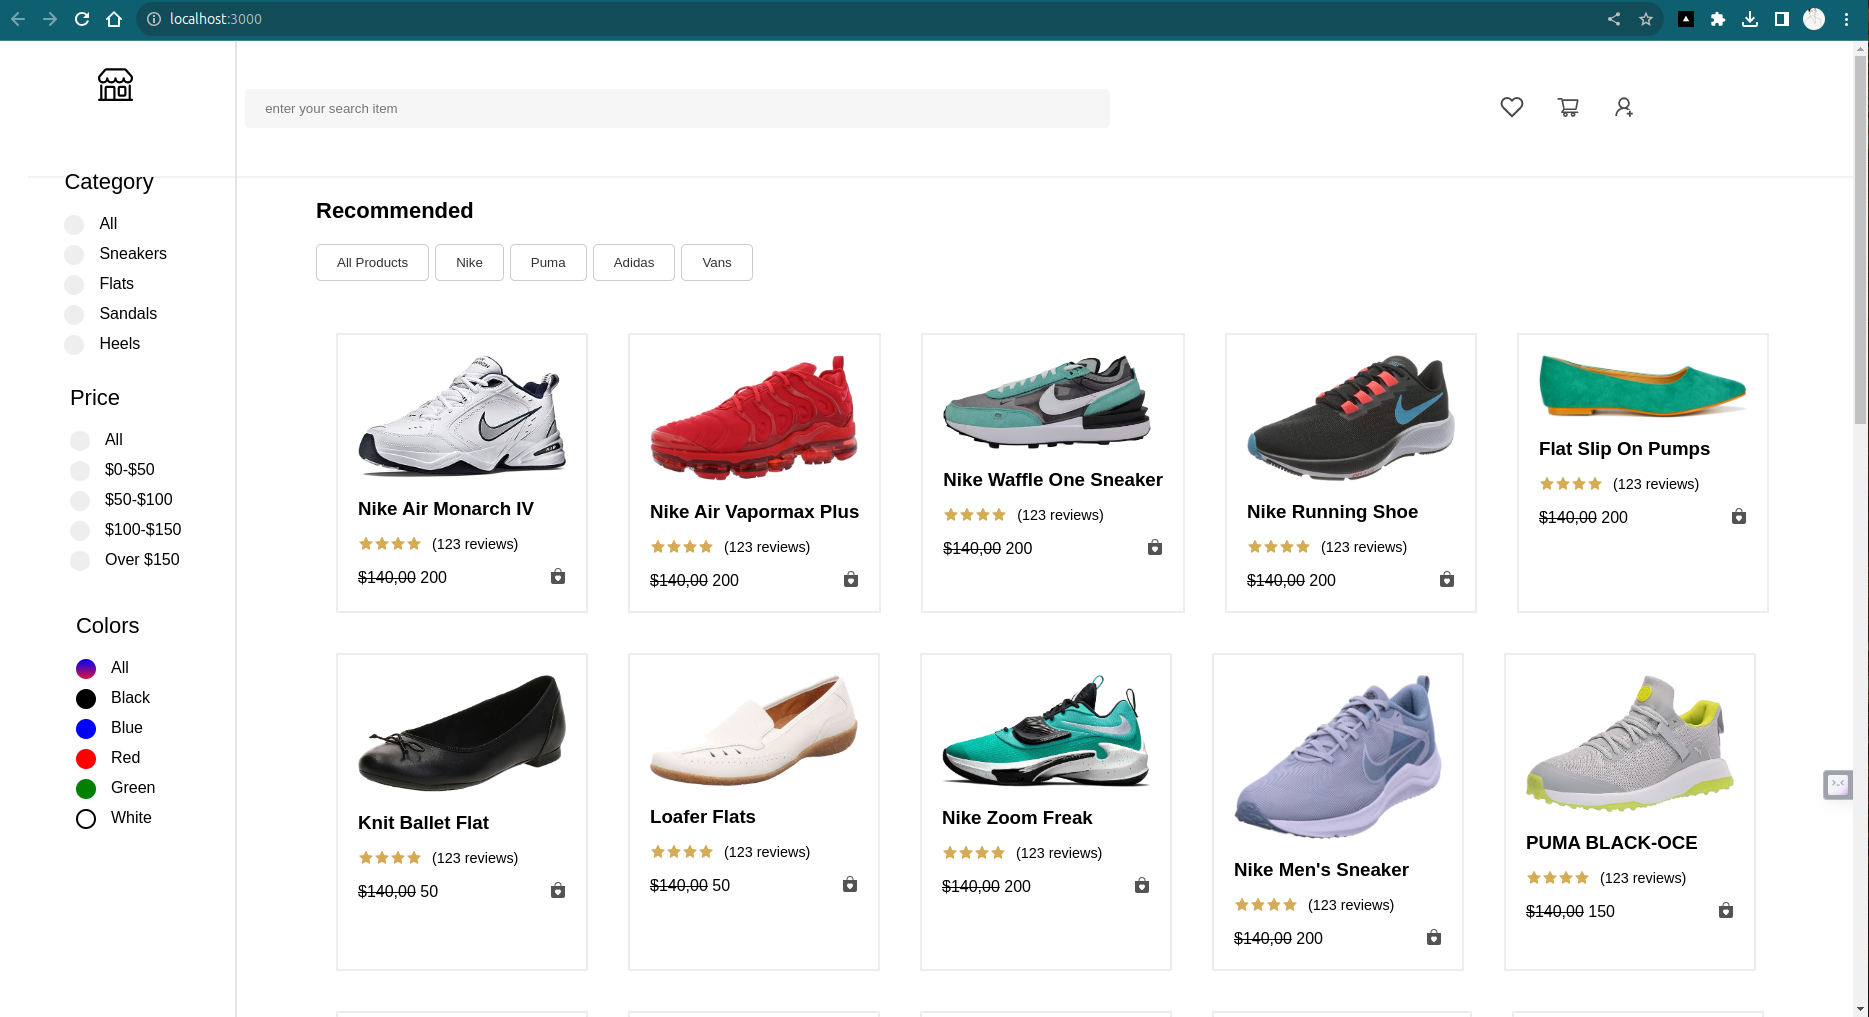 localhost:3000
enter your search item
Category
All
Sneakers
Flats
Sandals
Heels
Price
All
$0-$50
$50-$100
$100-$150
Over $150
Colors
All
Black
Blue
Red
Green
White
Recommended
All Products Nike Puma Adidas Vans
Nike Air Monarch IV
(123 reviews)
$140,00 200
Nike Air Vapormax Plus
(123 reviews)
$140,00 200
Nike Waffle One Sneaker
(123 reviews)
$140,00 200
Nike Running Shoe
(123 reviews)
$140,00 200
Flat Slip On Pumps
(123 reviews)
$140,00 200
Knit Ballet Flat
(123 reviews)
$140,00 50
Loafer Flats
(123 reviews)
$140,00 50
Nike Zoom Freak
(123 reviews)
$140,00 200
Nike Men's Sneaker
(123 reviews)
$140,00 200
PUMA BLACK-OCE
(123 reviews)
$140,00 150